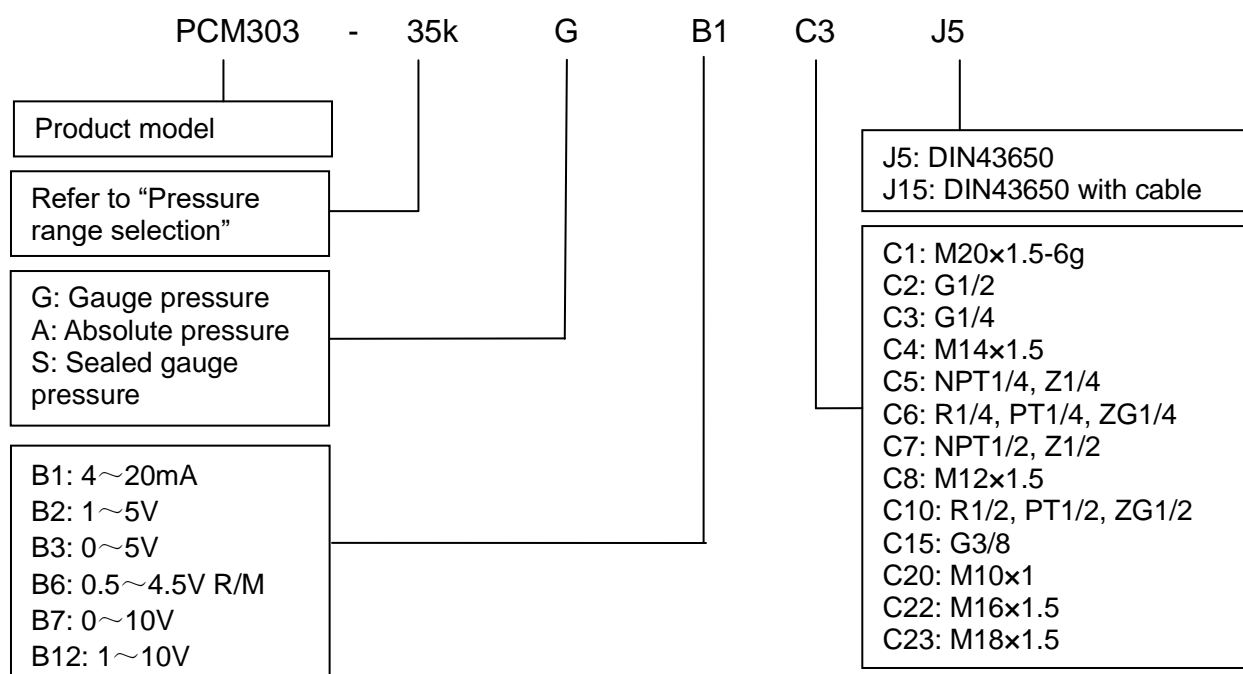 PCM303 - 35k G B1 C3 J5
Product model
Refer to “Pressure
range selection”
G: Gauge pressure
A: Absolute pressure
S: Sealed gauge
pressure
B1: 4～20mA
B2: 1～5V
B3: 0～5V
B6: 0.5～4.5V R/M
B7: 0～10V
B12: 1～10V
J5: DIN43650
J15: DIN43650 with cable
C1: M20×1.5-6g
C2: G1/2
C3: G1/4
C4: M14×1.5
C5: NPT1/4, Z1/4
C6: R1/4, PT1/4, ZG1/4
C7: NPT1/2, Z1/2
C8: M12×1.5
C10: R1/2, PT1/2, ZG1/2
C15: G3/8
C20: M10×1
C22: M16×1.5
C23: M18×1.5